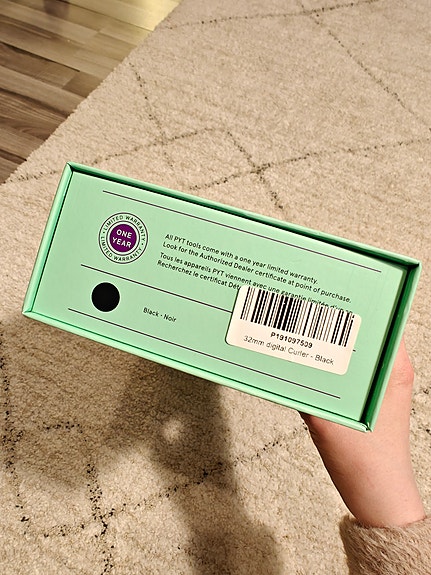 LIMITED WARRANTY • LIMITED WARRANTY •
ONE
YEAR
All PYT tools come with a one year limited warranty.
Look for the Authorized Dealer certificate at point of purchase.
Tous les appareils PYT viennent avec une garantie limitée
Recherchez le certificat
Black - Noir
P191097509
32mm digital Curler - Black